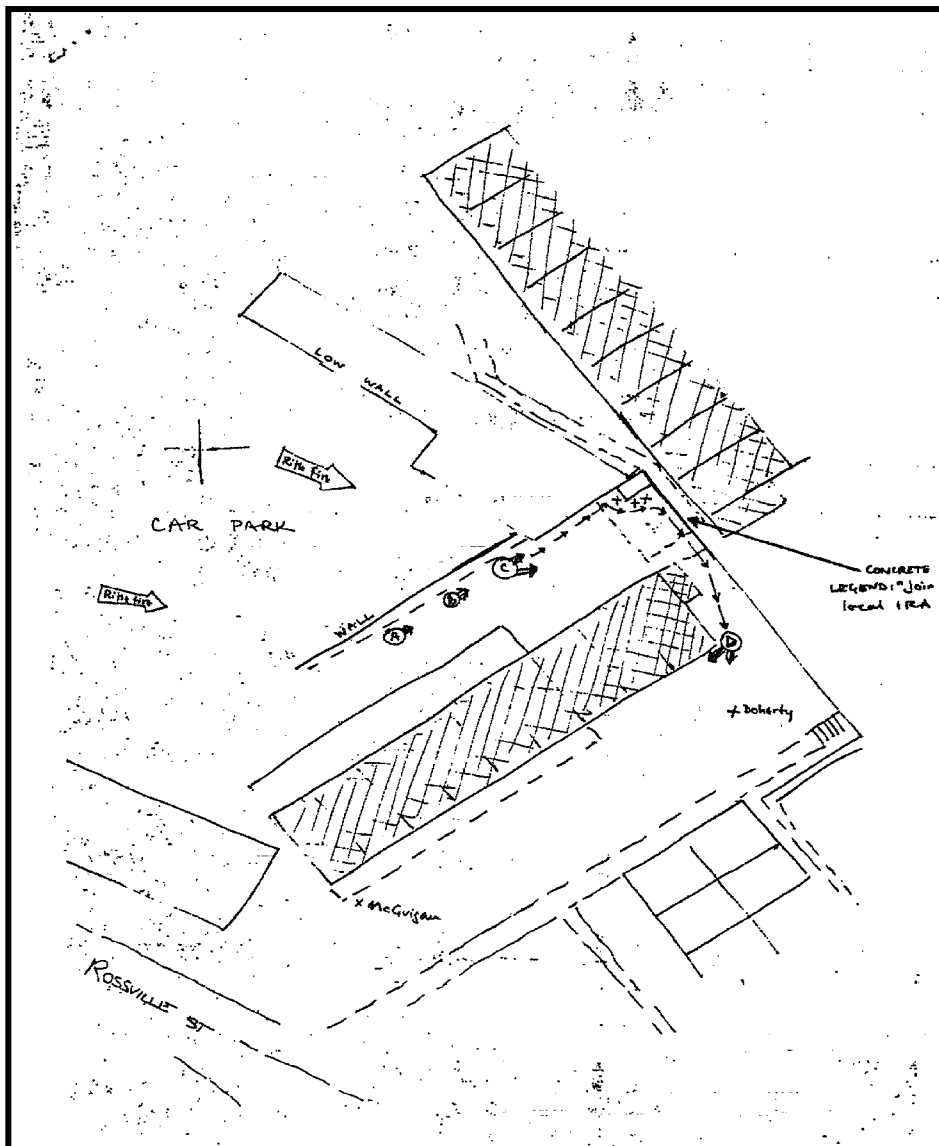 LOW WALL
Rifle Fire
CAR PARK
Rifle fire
WALL
A
B
C
D
CONCRETE
LEGEND: "join
local IRA
x Doherty
x McGuigan
ROSSVILLE
ST